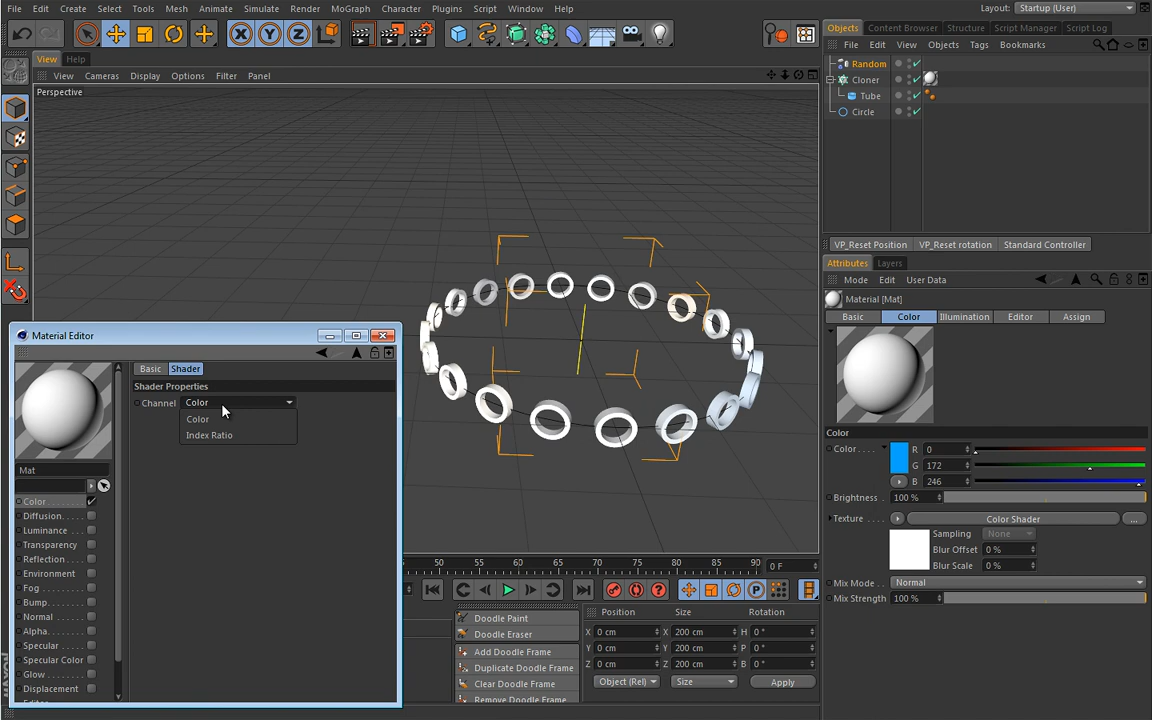 File Edit Create Select Tools Mesh Animate Simulate Render MoGraph Character Plugins Script Window Help Layout: Startup (User)
X Y Z
Objects Content Browser Structure Script Manager Script Log
File Edit View Objects Tags Bookmarks
Random
Cloner
Tube
Circle
View Help
View Cameras Display Options Filter Panel
Perspective
VP_Reset Position VP_Reset rotation Standard Controller
Attributes Layers
Mode Edit User Data
Material [Mat]
Basic Color Illumination Editor Assign
Color
Color.... R 0
G 172
B 246
Brightness . 100 %
Texture .... Color Shader ...
Sampling None
Blur Offset 0 %
Blur Scale 0 %
Mix Mode.. Normal
Mix Strength 100 %
Material Editor
Basic Shader
Shader Properties
Channel Color
Color
Index Ratio
Mat
Color
Diffusion
Luminance
Transparency
Reflection
Environment
Fog
Bump
Normal
Alpha
Specular
Specular Color
Glow
Displacement
50 55 60 65 70 75 80 85 90 0 F
P
Doodle Paint
Doodle Eraser
Add Doodle Frame
Duplicate Doodle Frame
Clear Doodle Frame
Remove Doodle Frame
Position Size Rotation
X 0 cm X 200 cm H 0 °
Y 0 cm Y 200 cm P 0 °
Z 0 cm Z 200 cm B 0 °
Object (Rel) Size Apply